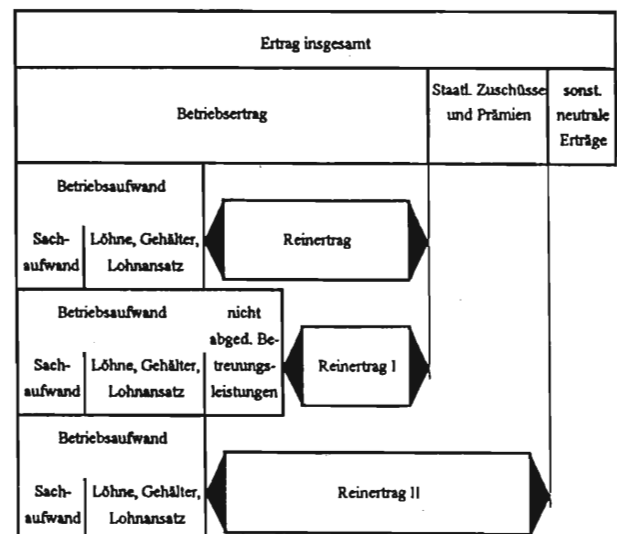 Ertrag insgesamt
Betriebsertrag
Staatl. Zuschüsse
und Prämien
sonst.
neutrale
Erträge
Betriebsaufwand
Sach-
aufwand
Löhne, Gehälter,
Lohnansatz
Reinertrag
Betriebsaufwand
Sach-
aufwand
Löhne, Gehälter,
Lohnansatz
nicht
abged. Be-
treuungs-
leistungen
Reinertrag I
Betriebsaufwand
Sach-
aufwand
Löhne, Gehälter,
Lohnansatz
Reinertrag II